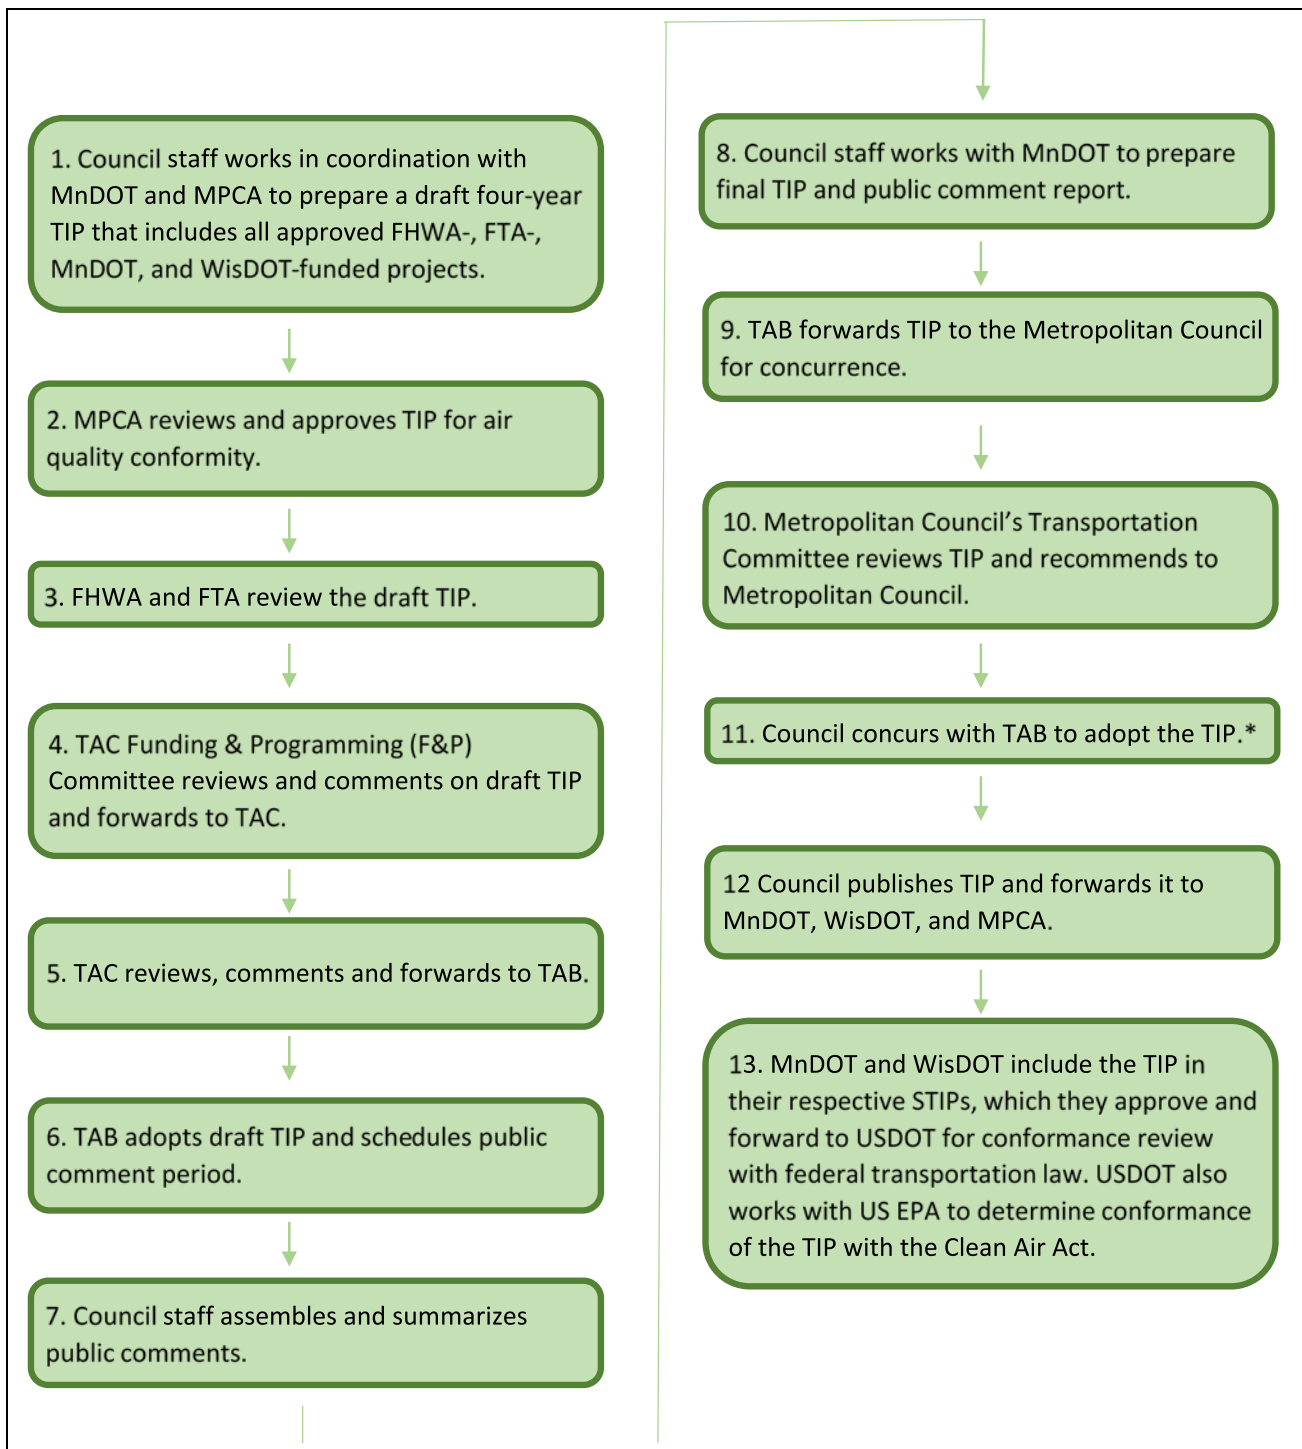 1. Council staff works in coordination with
MnDOT and MPCA to prepare a draft four-year
TIP that includes all approved FHWA-, FTA-,
MnDOT, and WisDOT-funded projects.
2. MPCA reviews and approves TIP for air
quality conformity.
3. FHWA and FTA review the draft TIP.
4. TAC Funding & Programming (F&P)
Committee reviews and comments on draft TIP
and forwards to TAC.
5. TAC reviews, comments and forwards to TAB.
6. TAB adopts draft TIP and schedules public
comment period.
7. Council staff assembles and summarizes
public comments.
8. Council staff works with MnDOT to prepare
final TIP and public comment report.
9. TAB forwards TIP to the Metropolitan Council
for concurrence.
10. Metropolitan Council’s Transportation
Committee reviews TIP and recommends to
Metropolitan Council.
11. Council concurs with TAB to adopt the TIP.*
12 Council publishes TIP and forwards it to
MnDOT, WisDOT, and MPCA.
13. MnDOT and WisDOT include the TIP in
their respective STIPs, which they approve and
forward to USDOT for conformance review
with federal transportation law. USDOT also
works with US EPA to determine conformance
of the TIP with the Clean Air Act.